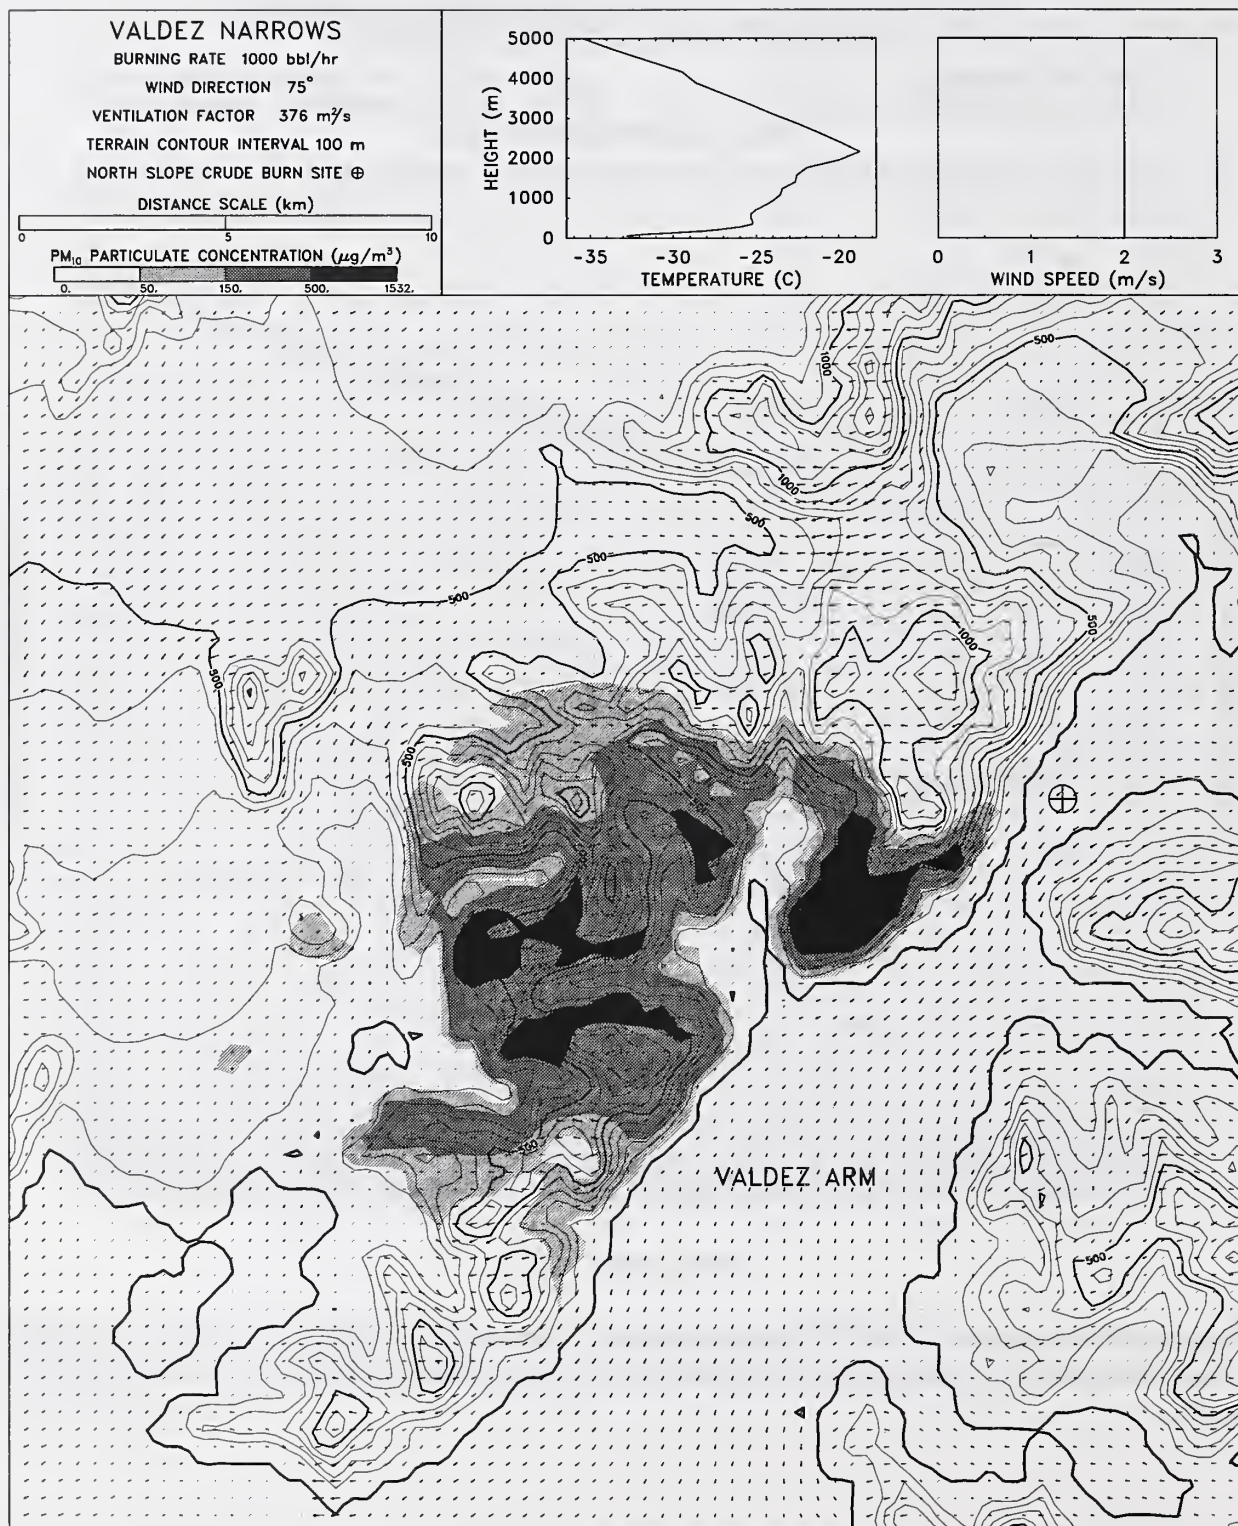 VALDEZ NARROWS
BURNING RATE 1000 bbl/hr
WIND DIRECTION 75°
VENTILATION FACTOR 376 m²/s
TERRAIN CONTOUR INTERVAL 100 m
NORTH SLOPE CRUDE BURN SITE ⊕
DISTANCE SCALE (km)
0 5 10
PM₁₀ PARTICULATE CONCENTRATION (μg/m³)
0. 50. 150. 500. 1532.
HEIGHT (m)
5000
4000
3000
2000
1000
0
-35 -30 -25 -20
TEMPERATURE (C)
0 1 2 3
WIND SPEED (m/s)
500
1000
1000
500
500
500
500
1000
500
500
500
500
VALDEZ ARM
500